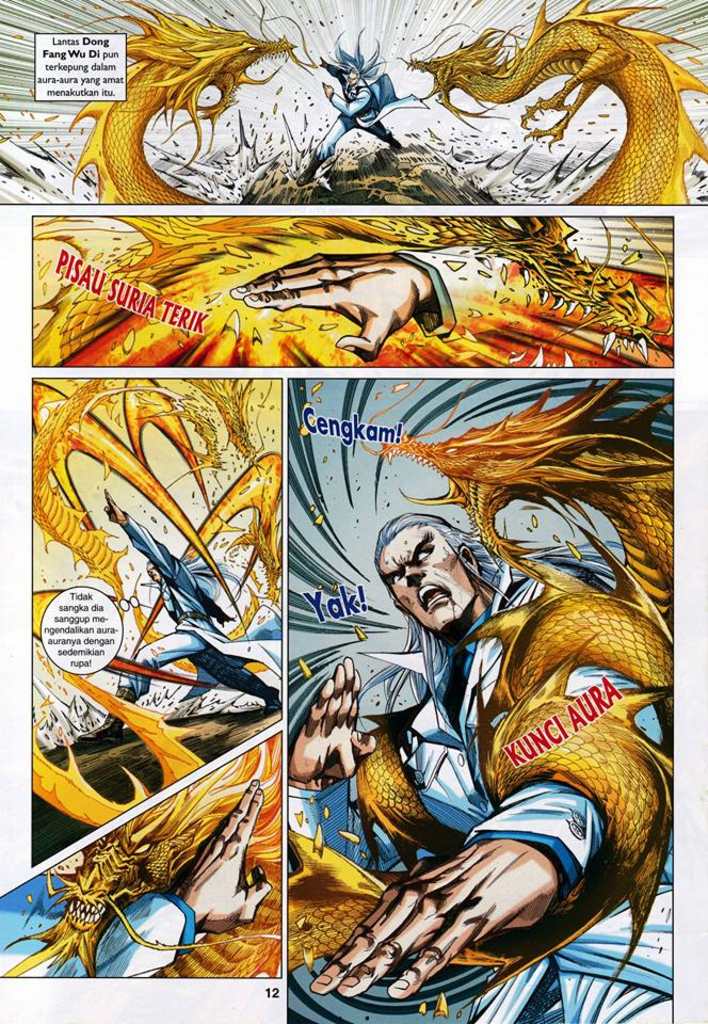 Lantas Dong
Fang Wu Di pun
terkepung dalam
aura-aura yang amat
menakutkan itu.
PISAU SURIA TERIK
Cengkam!
Yak!
Tidak
sangka dia
sanggup me-
ngendalikan aura-
auranya dengan
sedemikian
rupa!
KUNCI AURA
12